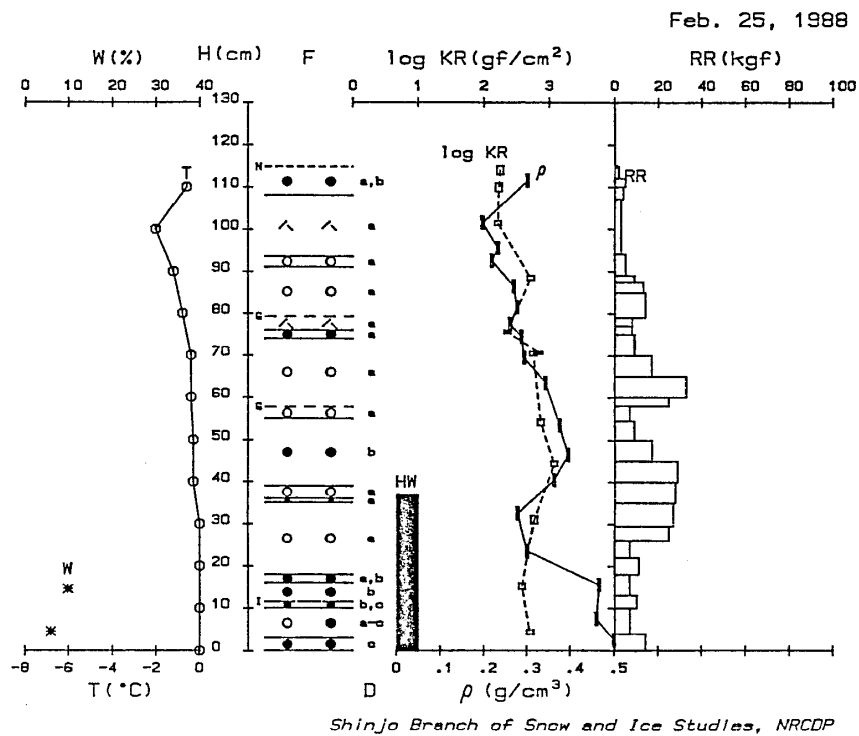 Feb. 25, 1988
W(%) H(cm) F log KR(gf/cm²) RR(kgf)
0 10 20 30 40 0 2 3 0 20 40 60 80 100
130
120
log KR
T N ρ RR
a,b
110
100 a
90 a
a
80 G
a
a
70
a
60 G
a
50
b
40 HW
a
a
30
a
20
W a,b
b
10 I b,c
a-c
0 c
-8 -6 -4 -2 0 0 .1 .2 .3 .4 .5
T(°C) D ρ (g/cm³)
Shinjo Branch of Snow and Ice Studies, NRCDP